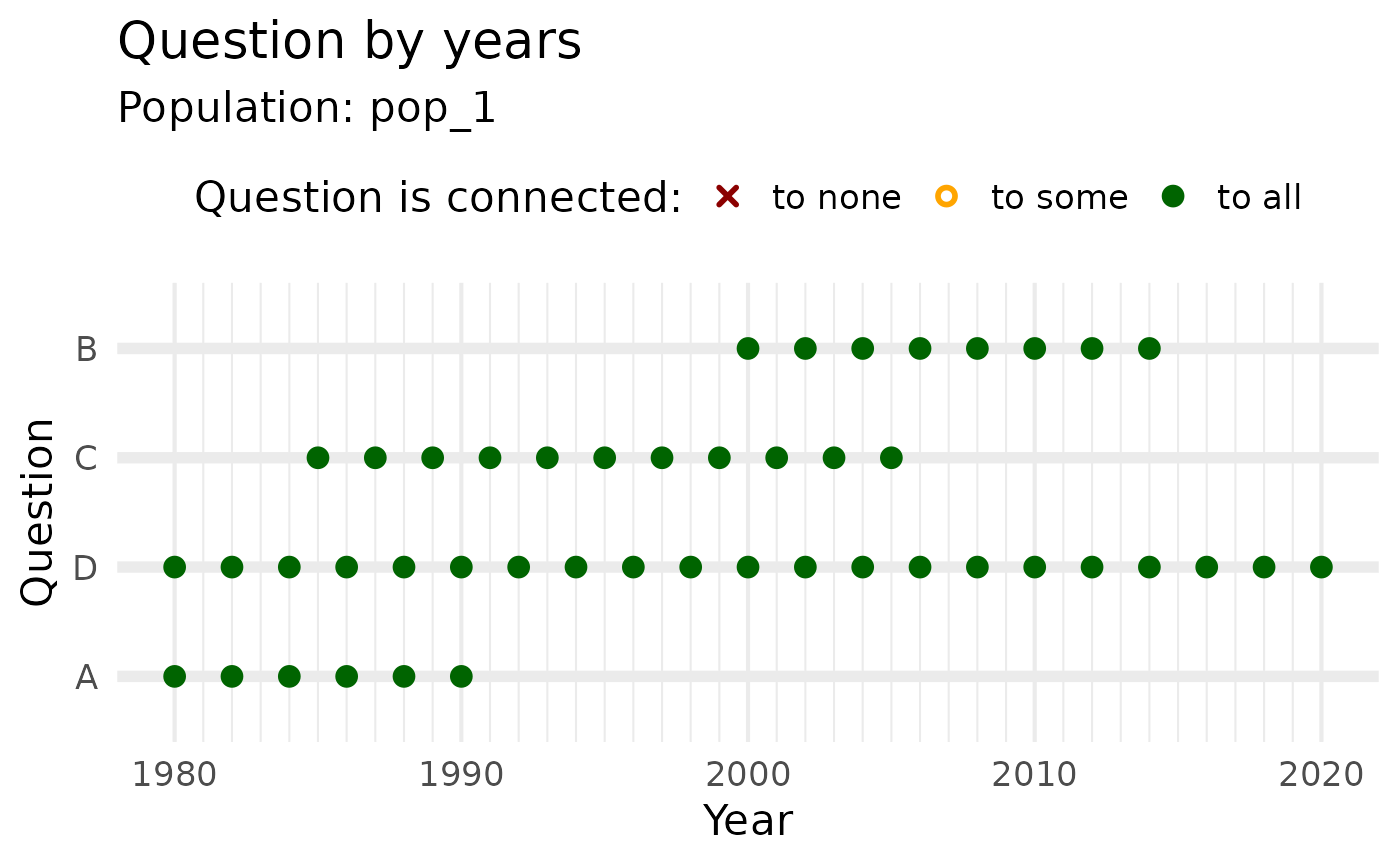 Question by years
Population: pop_1
Question is connected: to none to some to all
B
C
D
A
Question
1980 1990 2000 2010 2020
Year